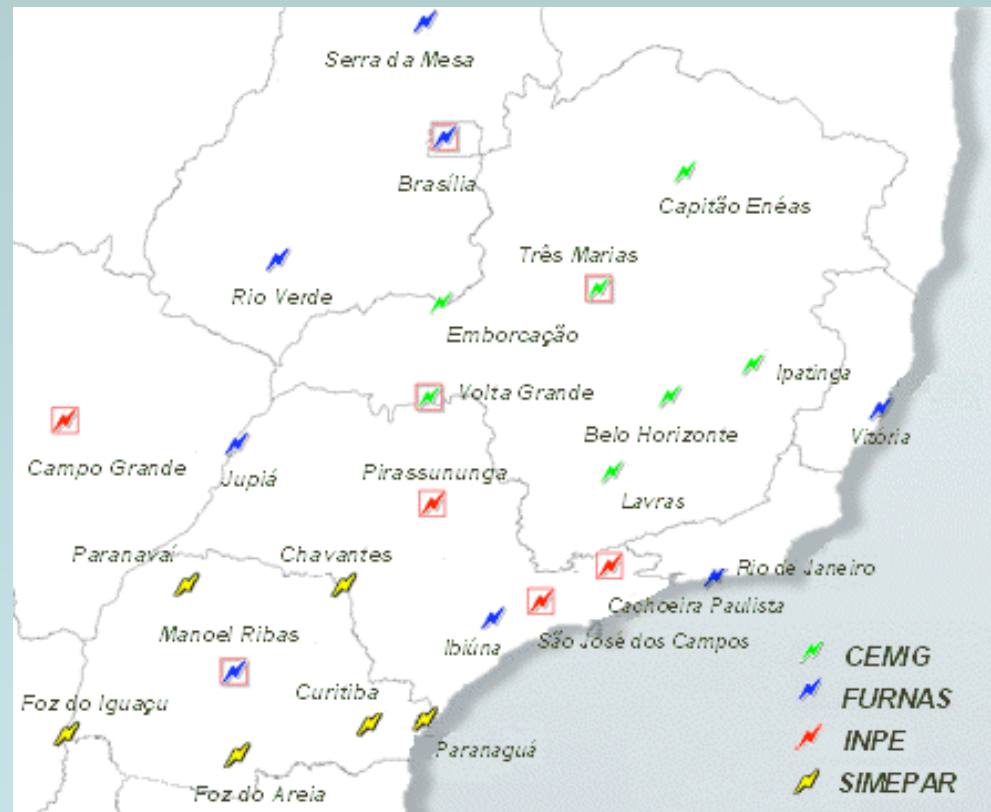 Serra da Mesa
Brasília
Capitão Enéas
Três Marias
Rio Verde
Emborcação
Ipatinga
Volta Grande
Belo Horizonte
Vitória
Campo Grande
Jupiá
Pirassununga
Lavras
Paranavaí
Chavantes
Rio de Janeiro
Cachoeira Paulista
Manoel Ribas
Ibiúna
São José dos Campos
CEMIG
Foz do Iguaçu
Curitiba
FURNAS
INPE
Paranaguá
Foz do Areia
SIMEPAR